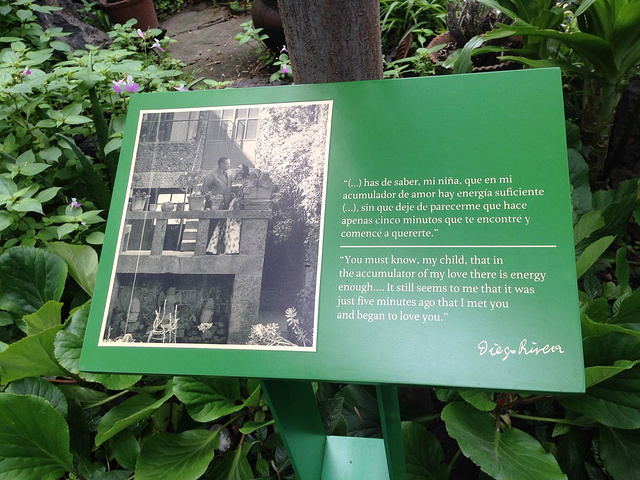 “(...) has de saber, mi niña, que en mi
acumulador de amor hay energía suficiente
(...), sin que deje de parecerme que hace
apenas cinco minutos que te encontré y
comencé a quererte.”
“You must know, my child, that in
the accumulator of my love there is energy
enough.... It still seems to me that it was
just five minutes ago that I met you
and began to love you.”
Diego Rivera